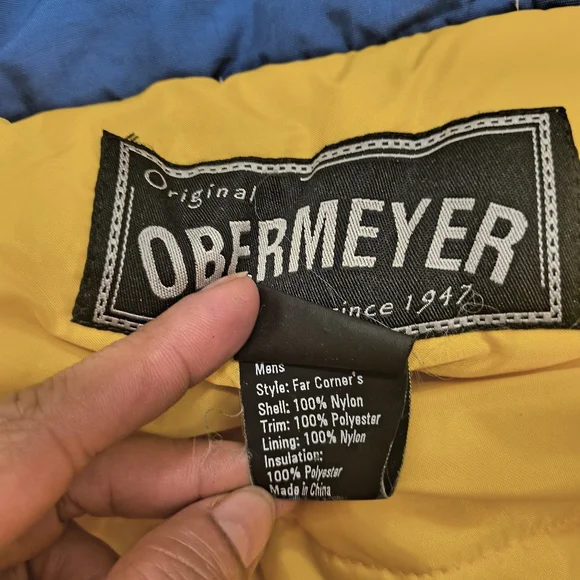 Original
OBERMEYER
since 1947
Mens
Style: Far Corner's
Shell: 100% Nylon
Trim: 100% Polyester
Lining: 100% Nylon
Insulation:
100% Polyester
Made in China